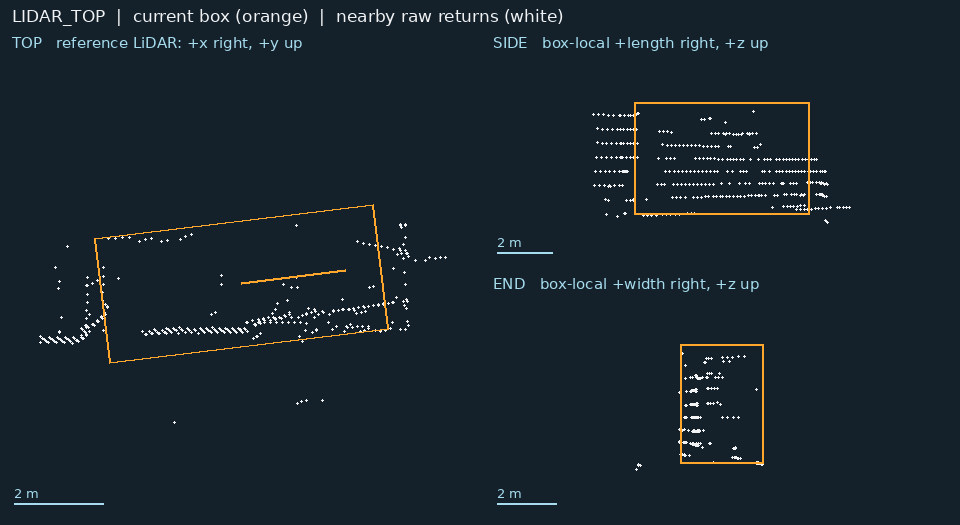 LIDAR_TOP | current box (orange) | nearby raw returns (white)
TOP reference LiDAR: +x right, +y up
SIDE box-local +length right, +z up
2 m
END box-local +width right, +z up
2 m
2 m